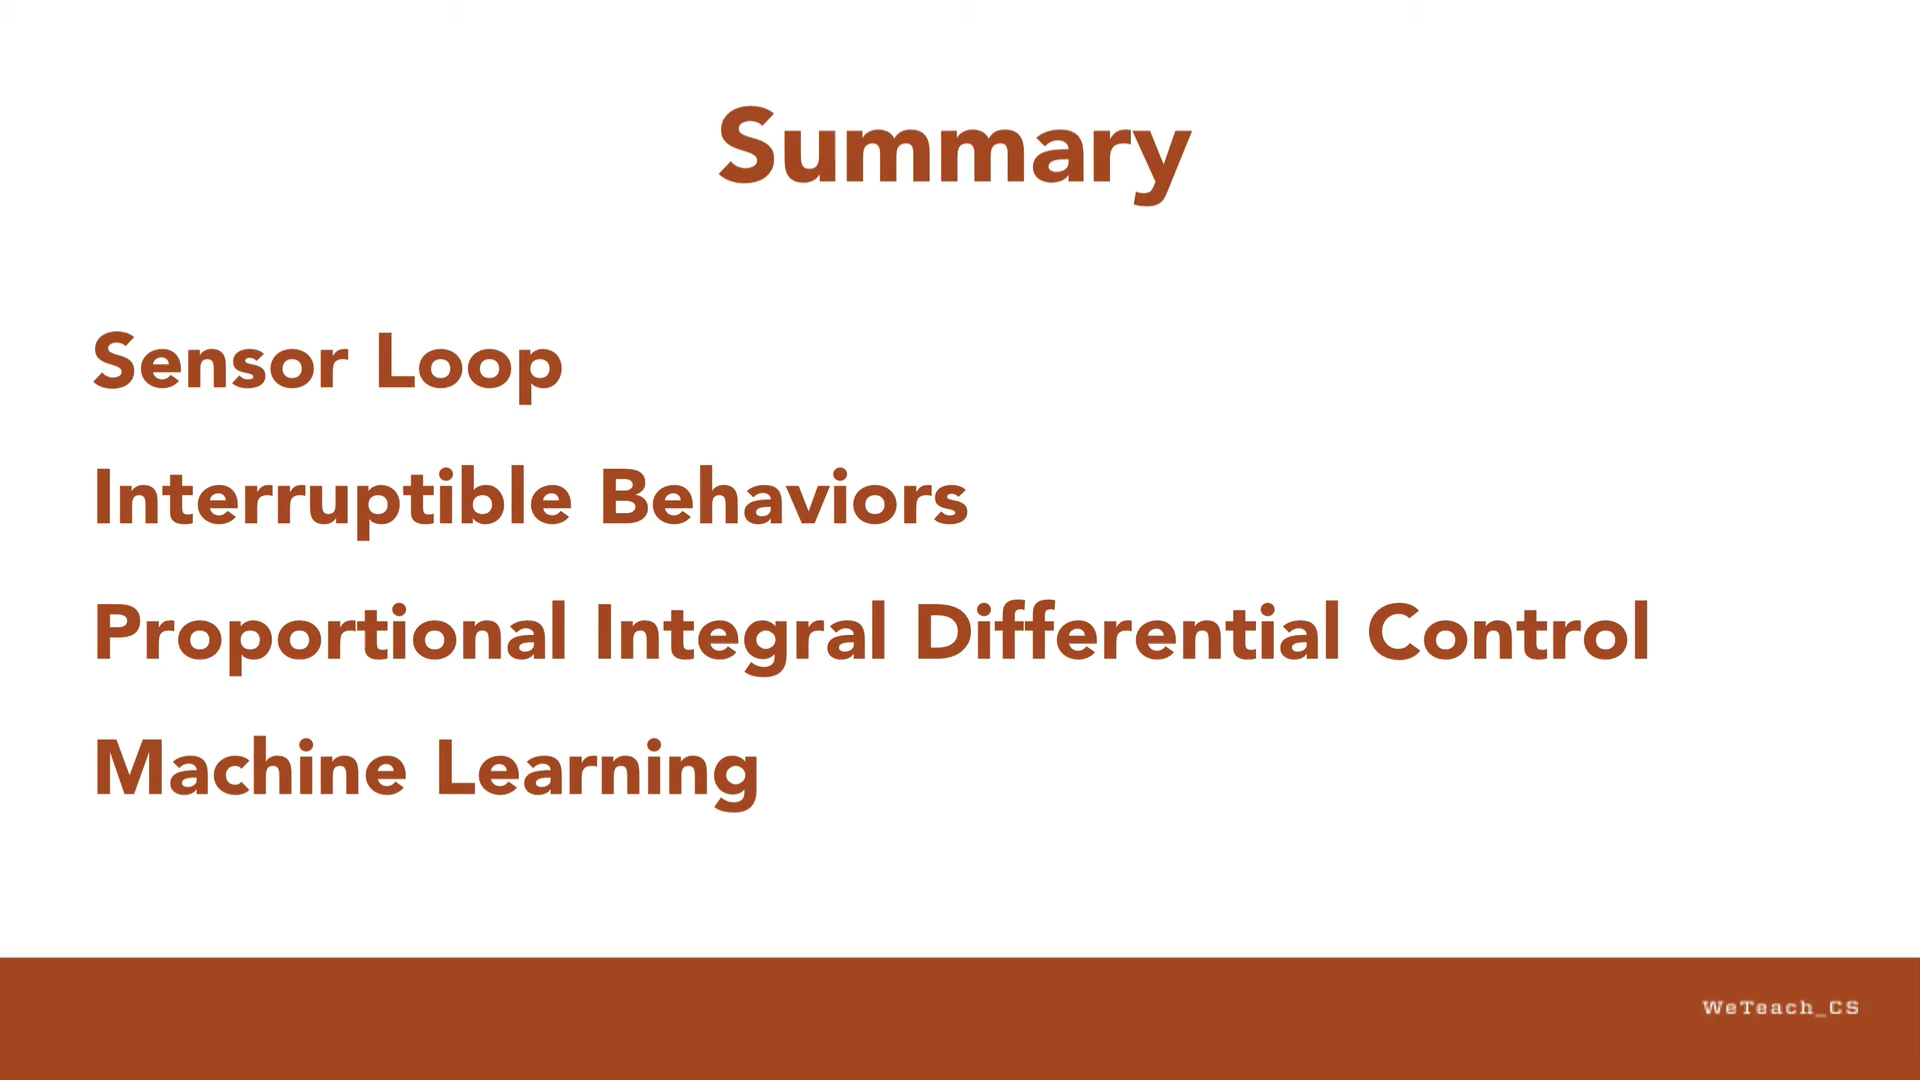 Summary
Sensor Loop
Interruptible Behaviors
Proportional Integral Differential Control
Machine Learning
WeTeach_CS